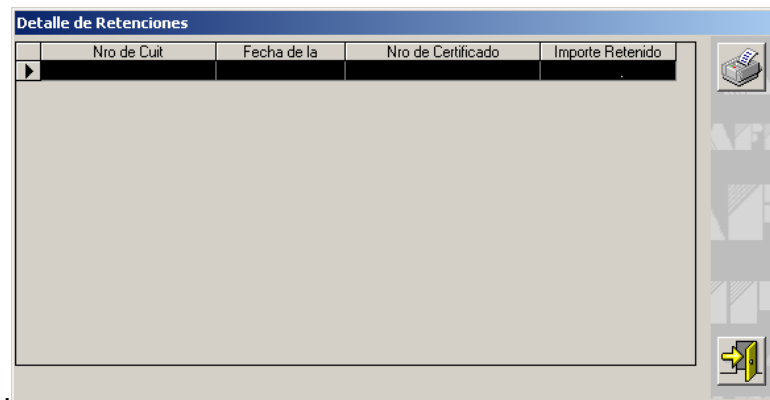 Detalle de Retenciones
Nro de Cuit Fecha de la Nro de Certificado Importe Retenido